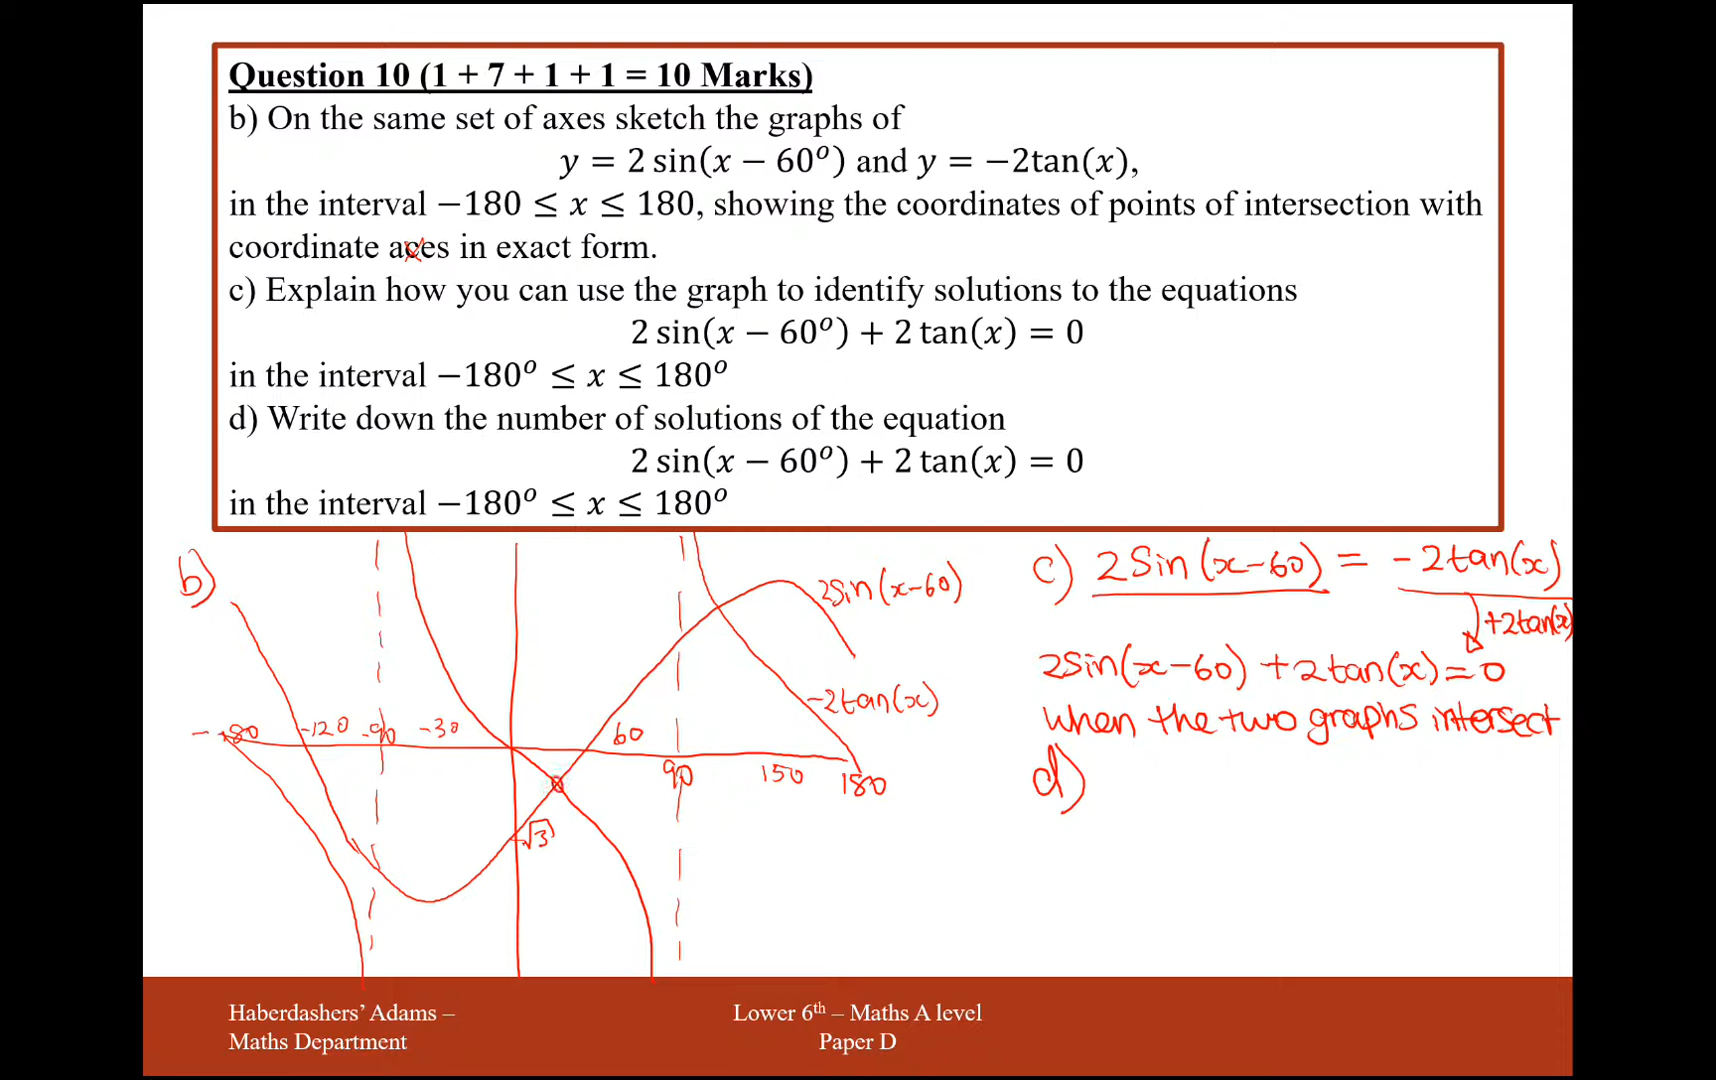 Question 10 (1 + 7 + 1 + 1 = 10 Marks)
b) On the same set of axes sketch the graphs of
y = 2 sin(x − 60°) and y = −2tan(x),
in the interval −180 ≤ x ≤ 180, showing the coordinates of points of intersection with
coordinate axes in exact form.
c) Explain how you can use the graph to identify solutions to the equations
2 sin(x − 60°) + 2 tan(x) = 0
in the interval −180° ≤ x ≤ 180°
d) Write down the number of solutions of the equation
2 sin(x − 60°) + 2 tan(x) = 0
in the interval −180° ≤ x ≤ 180°
b)
2sin(x-60)
-2tan(x)
-180 -120 -90 -30 60
90 150 180
-√3
c) 2Sin(x-60) = -2tan(x)
+2tan(x)
2Sin(x-60) +2tan(x)=0
when the two graphs intersect
d)
Haberdashers' Adams –
Maths Department
Lower 6th – Maths A level
Paper D